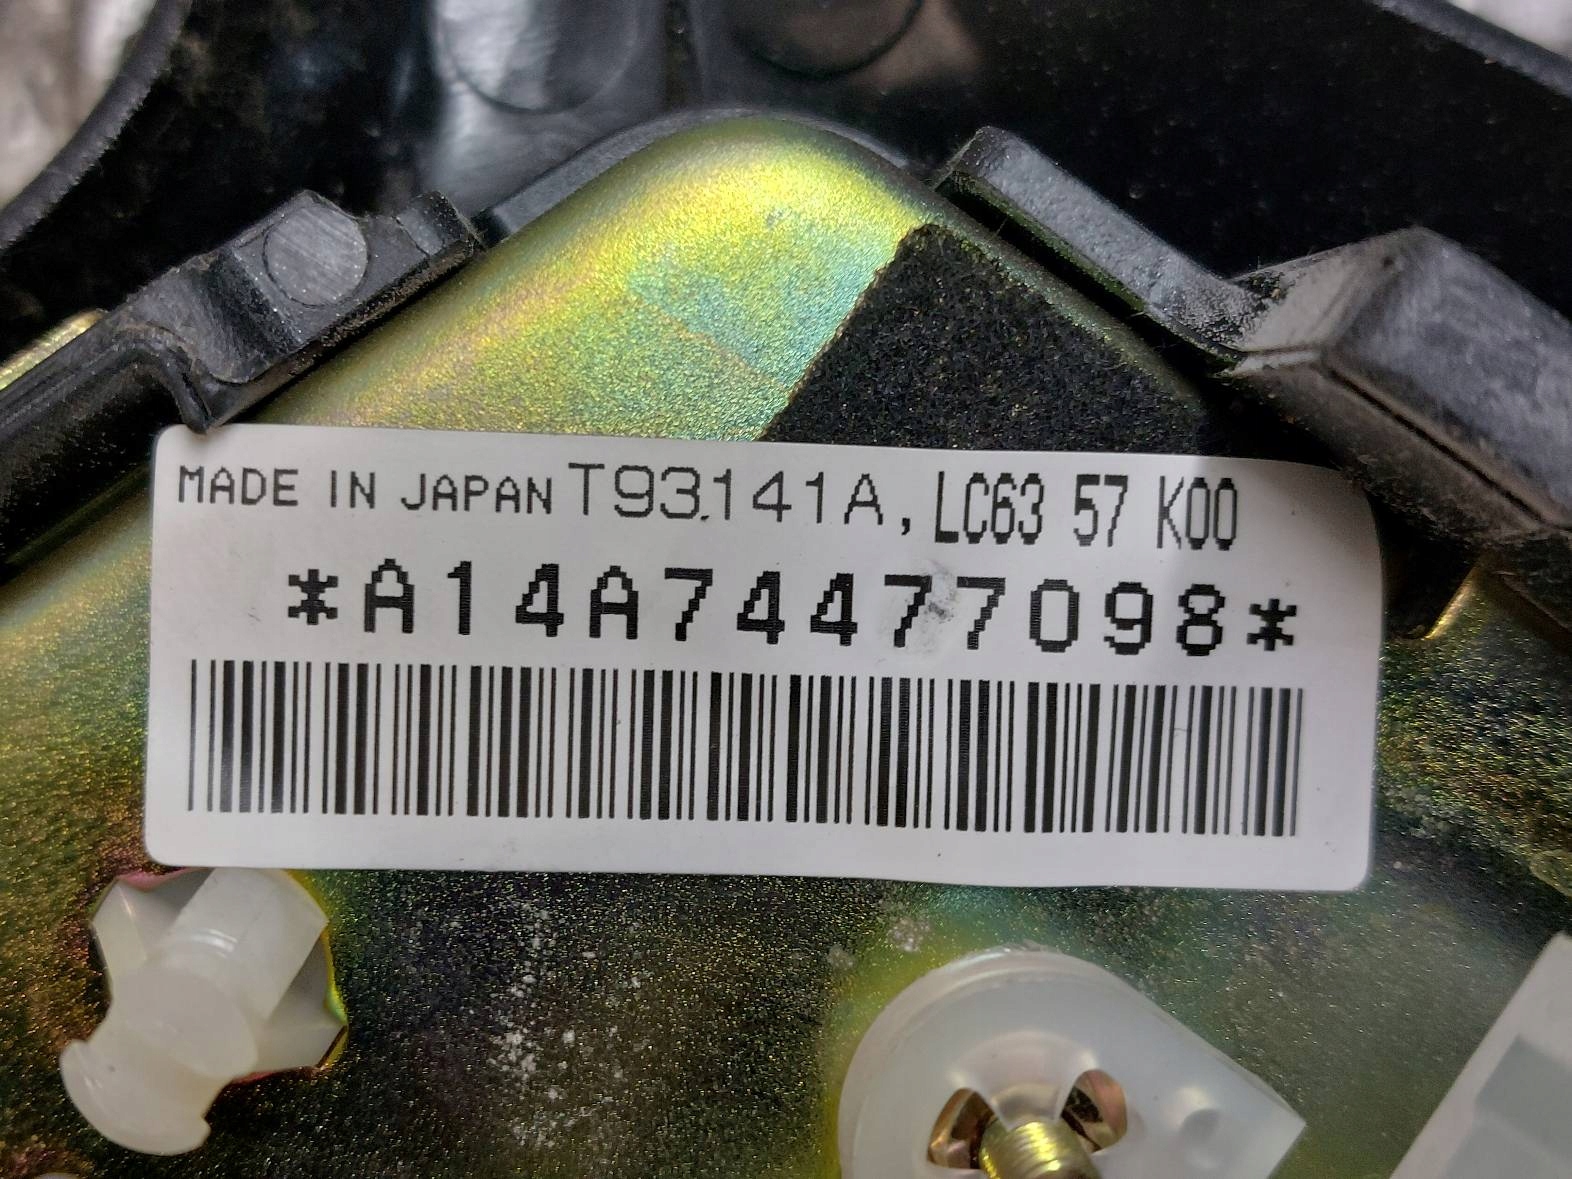 MADE IN JAPAN T93141A, LC63 57 K00
*A14A74477098*